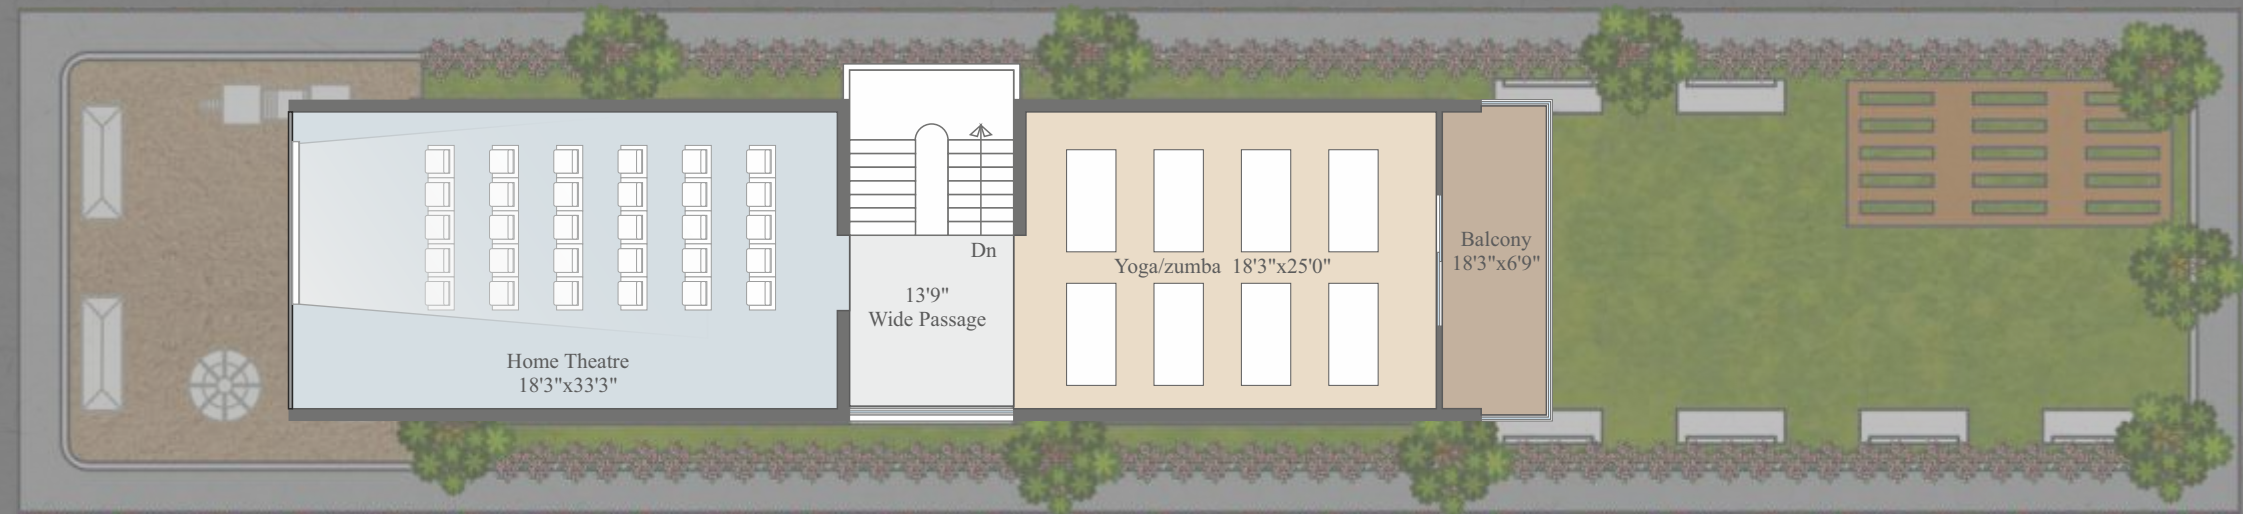 Dn
13'9"
Wide Passage
Home Theatre
18'3"x33'3"
Yoga/zumba 18'3"x25'0"
Balcony
18'3"x6'9"